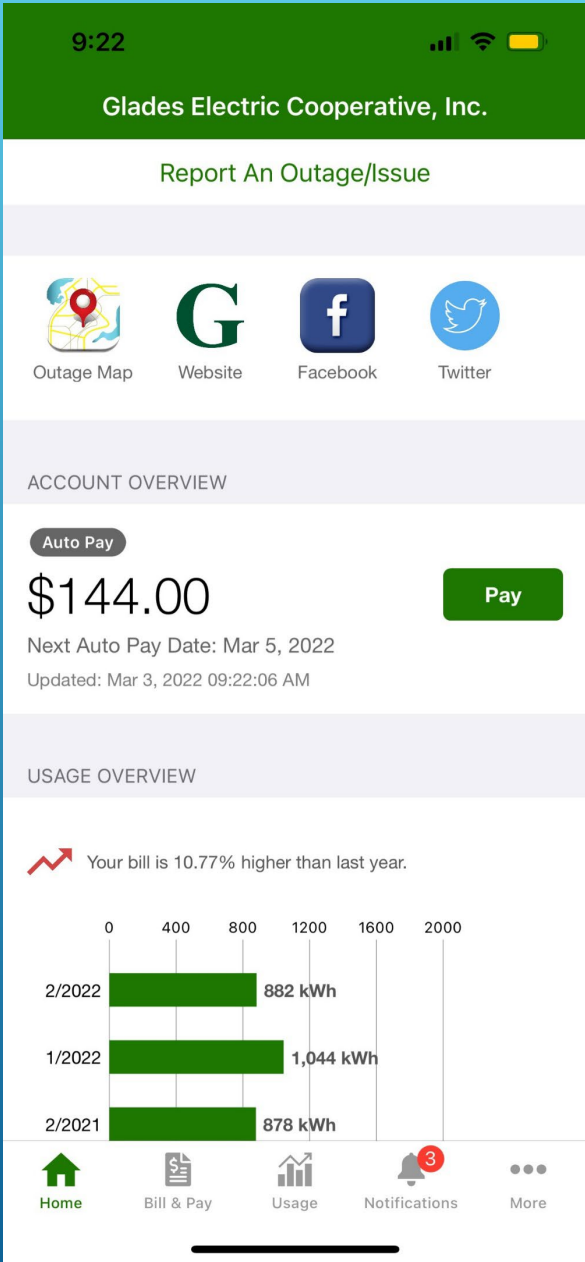 9:22
Glades Electric Cooperative, Inc.
Report An Outage/Issue
G
f
Outage Map Website Facebook Twitter
ACCOUNT OVERVIEW
Auto Pay
$144.00
Pay
Next Auto Pay Date: Mar 5, 2022
Updated: Mar 3, 2022 09:22:06 AM
USAGE OVERVIEW
Your bill is 10.77% higher than last year.
0 400 800 1200 1600 2000
2/2022 882 kWh
1/2022 1,044 kWh
2/2021 878 kWh
3
$
Home Bill & Pay Usage Notifications More